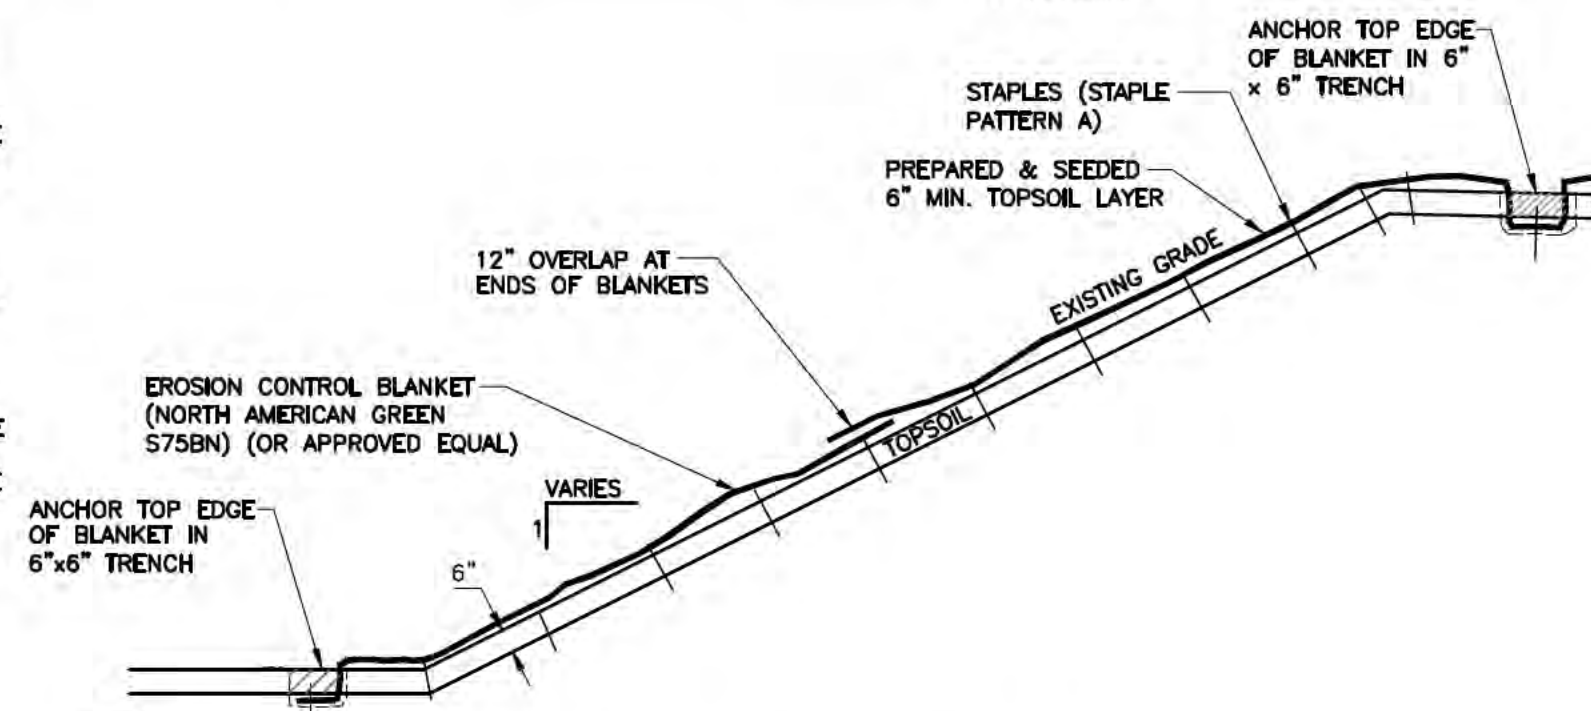 ANCHOR TOP EDGE
OF BLANKET IN 6"
x 6" TRENCH
STAPLES (STAPLE
PATTERN A)
PREPARED & SEEDED
6" MIN. TOPSOIL LAYER
12" OVERLAP AT
ENDS OF BLANKETS
EXISTING GRADE
EROSION CONTROL BLANKET
(NORTH AMERICAN GREEN
S75BN) (OR APPROVED EQUAL)
TOPSOIL
VARIES
1
ANCHOR TOP EDGE
OF BLANKET IN
6"x6" TRENCH
6"